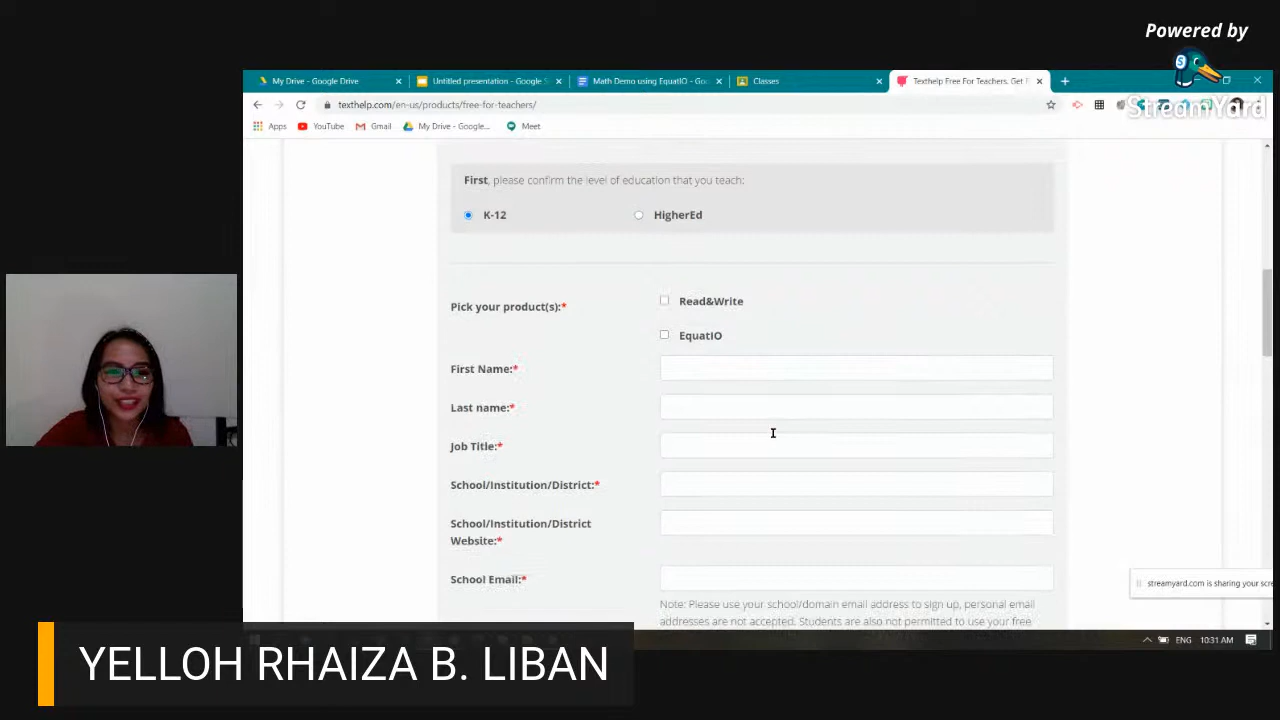 Powered by
StreamYard
My Drive - Google Drive
Untitled presentation - Google S
Math Demo using EquatIO - Goo
Classes
Texthelp Free For Teachers. Get R
texthelp.com/en-us/products/free-for-teachers/
Apps
YouTube
Gmail
My Drive - Google...
Meet
First, please confirm the level of education that you teach:
K-12
HigherEd
Pick your product(s):*
Read&Write
EquatIO
First Name:*
Last name:*
Job Title:*
School/Institution/District:*
School/Institution/District
Website:*
School Email:*
Note: Please use your school/domain email address to sign up, personal email
addresses are not accepted. Students are also not permitted to use your free
streamyard.com is sharing your scre
ENG
10:31 AM
YELLOH RHAIZA B. LIBAN